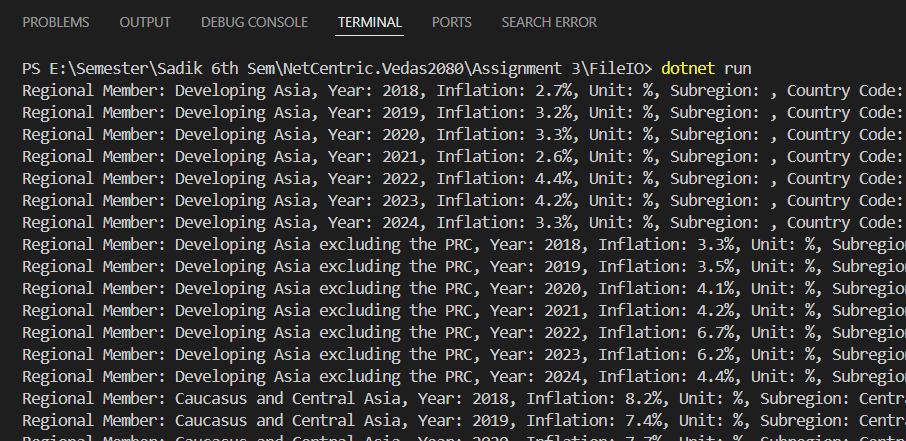 PROBLEMS OUTPUT DEBUG CONSOLE TERMINAL PORTS SEARCH ERROR
PS E:\Semester\Sadik 6th Sem\NetCentric.Vedas2080\Assignment 3\FileIO> dotnet run
Regional Member: Developing Asia, Year: 2018, Inflation: 2.7%, Unit: %, Subregion: , Country Code:
Regional Member: Developing Asia, Year: 2019, Inflation: 3.2%, Unit: %, Subregion: , Country Code:
Regional Member: Developing Asia, Year: 2020, Inflation: 3.3%, Unit: %, Subregion: , Country Code:
Regional Member: Developing Asia, Year: 2021, Inflation: 2.6%, Unit: %, Subregion: , Country Code:
Regional Member: Developing Asia, Year: 2022, Inflation: 4.4%, Unit: %, Subregion: , Country Code:
Regional Member: Developing Asia, Year: 2023, Inflation: 4.2%, Unit: %, Subregion: , Country Code:
Regional Member: Developing Asia, Year: 2024, Inflation: 3.3%, Unit: %, Subregion: , Country Code:
Regional Member: Developing Asia excluding the PRC, Year: 2018, Inflation: 3.3%, Unit: %, Subregio
Regional Member: Developing Asia excluding the PRC, Year: 2019, Inflation: 3.5%, Unit: %, Subregio
Regional Member: Developing Asia excluding the PRC, Year: 2020, Inflation: 4.1%, Unit: %, Subregio
Regional Member: Developing Asia excluding the PRC, Year: 2021, Inflation: 4.2%, Unit: %, Subregio
Regional Member: Developing Asia excluding the PRC, Year: 2022, Inflation: 6.7%, Unit: %, Subregio
Regional Member: Developing Asia excluding the PRC, Year: 2023, Inflation: 6.2%, Unit: %, Subregio
Regional Member: Developing Asia excluding the PRC, Year: 2024, Inflation: 4.4%, Unit: %, Subregio
Regional Member: Caucasus and Central Asia, Year: 2018, Inflation: 8.2%, Unit: %, Subregion: Centr
Regional Member: Caucasus and Central Asia, Year: 2019, Inflation: 7.4%, Unit: %, Subregion: Centr
Regional Member: Caucasus and Central Asia, Year: 2020, Inflation: 7.7%, Unit: %, Subregion: Centr